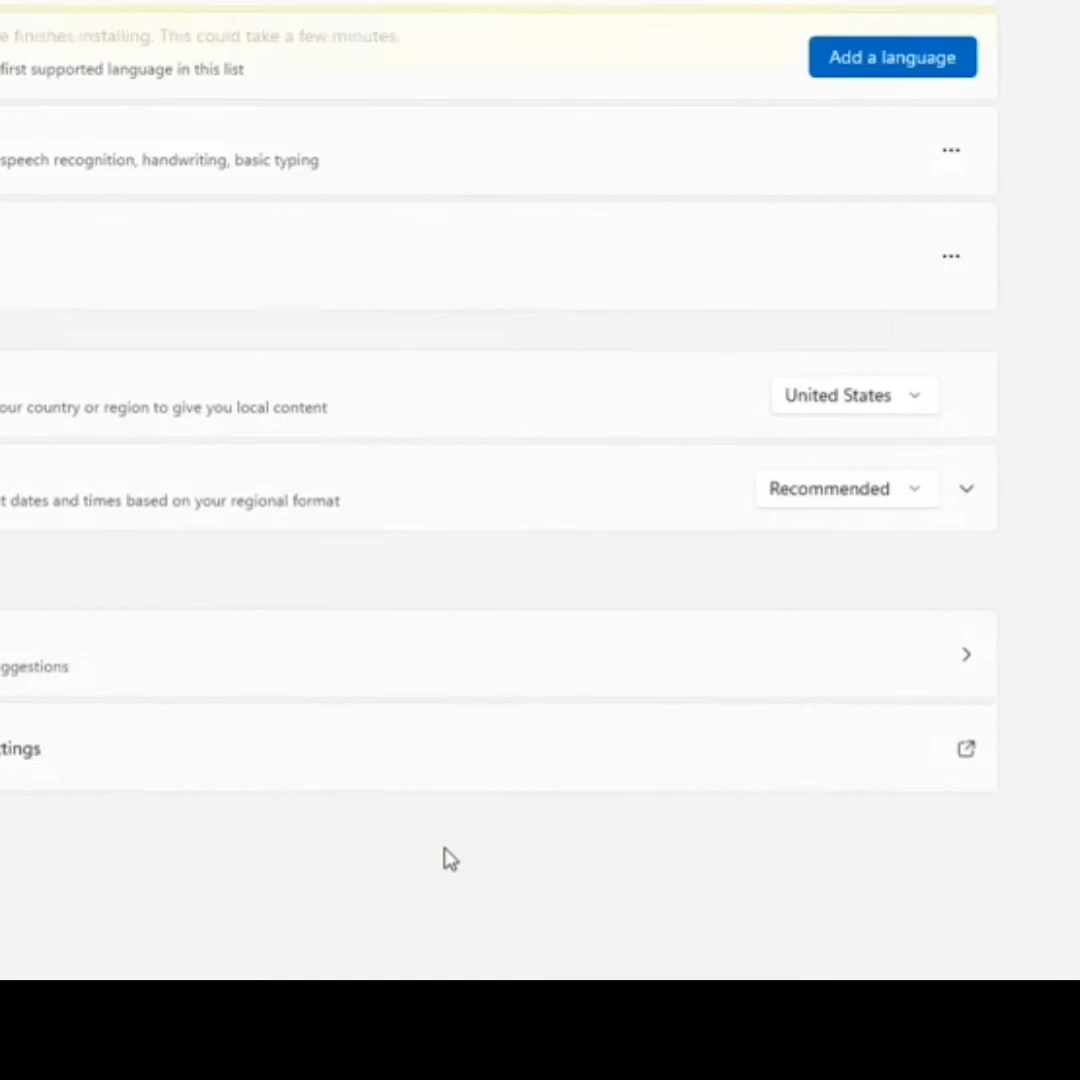 e finishes installing. This could take a few minutes.
first supported language in this list
Add a language
speech recognition, handwriting, basic typing
our country or region to give you local content
United States
t dates and times based on your regional format
Recommended
ggestions
ttings